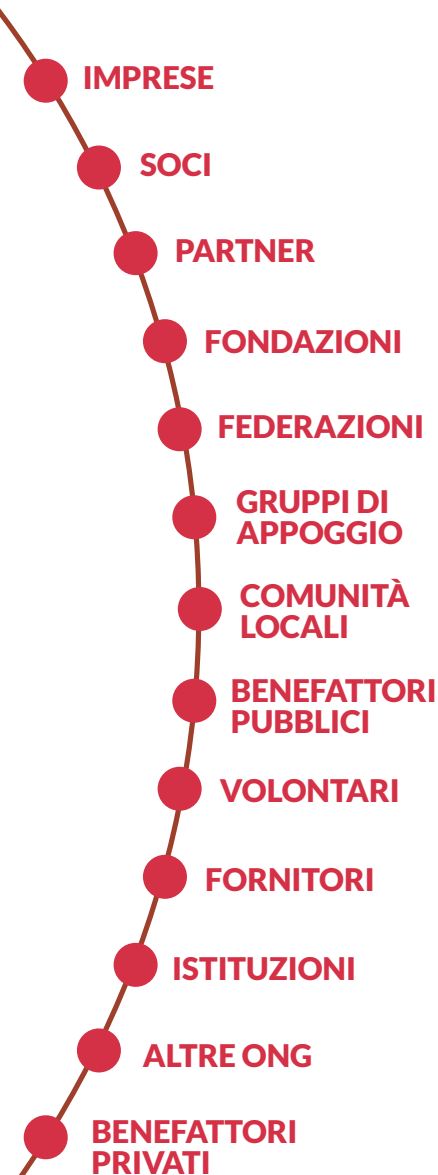 IMPRESE
SOCI
PARTNER
FONDAZIONI
FEDERAZIONI
GRUPPI DI
APPOGGIO
COMUNITÀ
LOCALI
BENEFATTORI
PUBBLICI
VOLONTARI
FORNITORI
ISTITUZIONI
ALTRE ONG
BENEFATTORI
PRIVATI